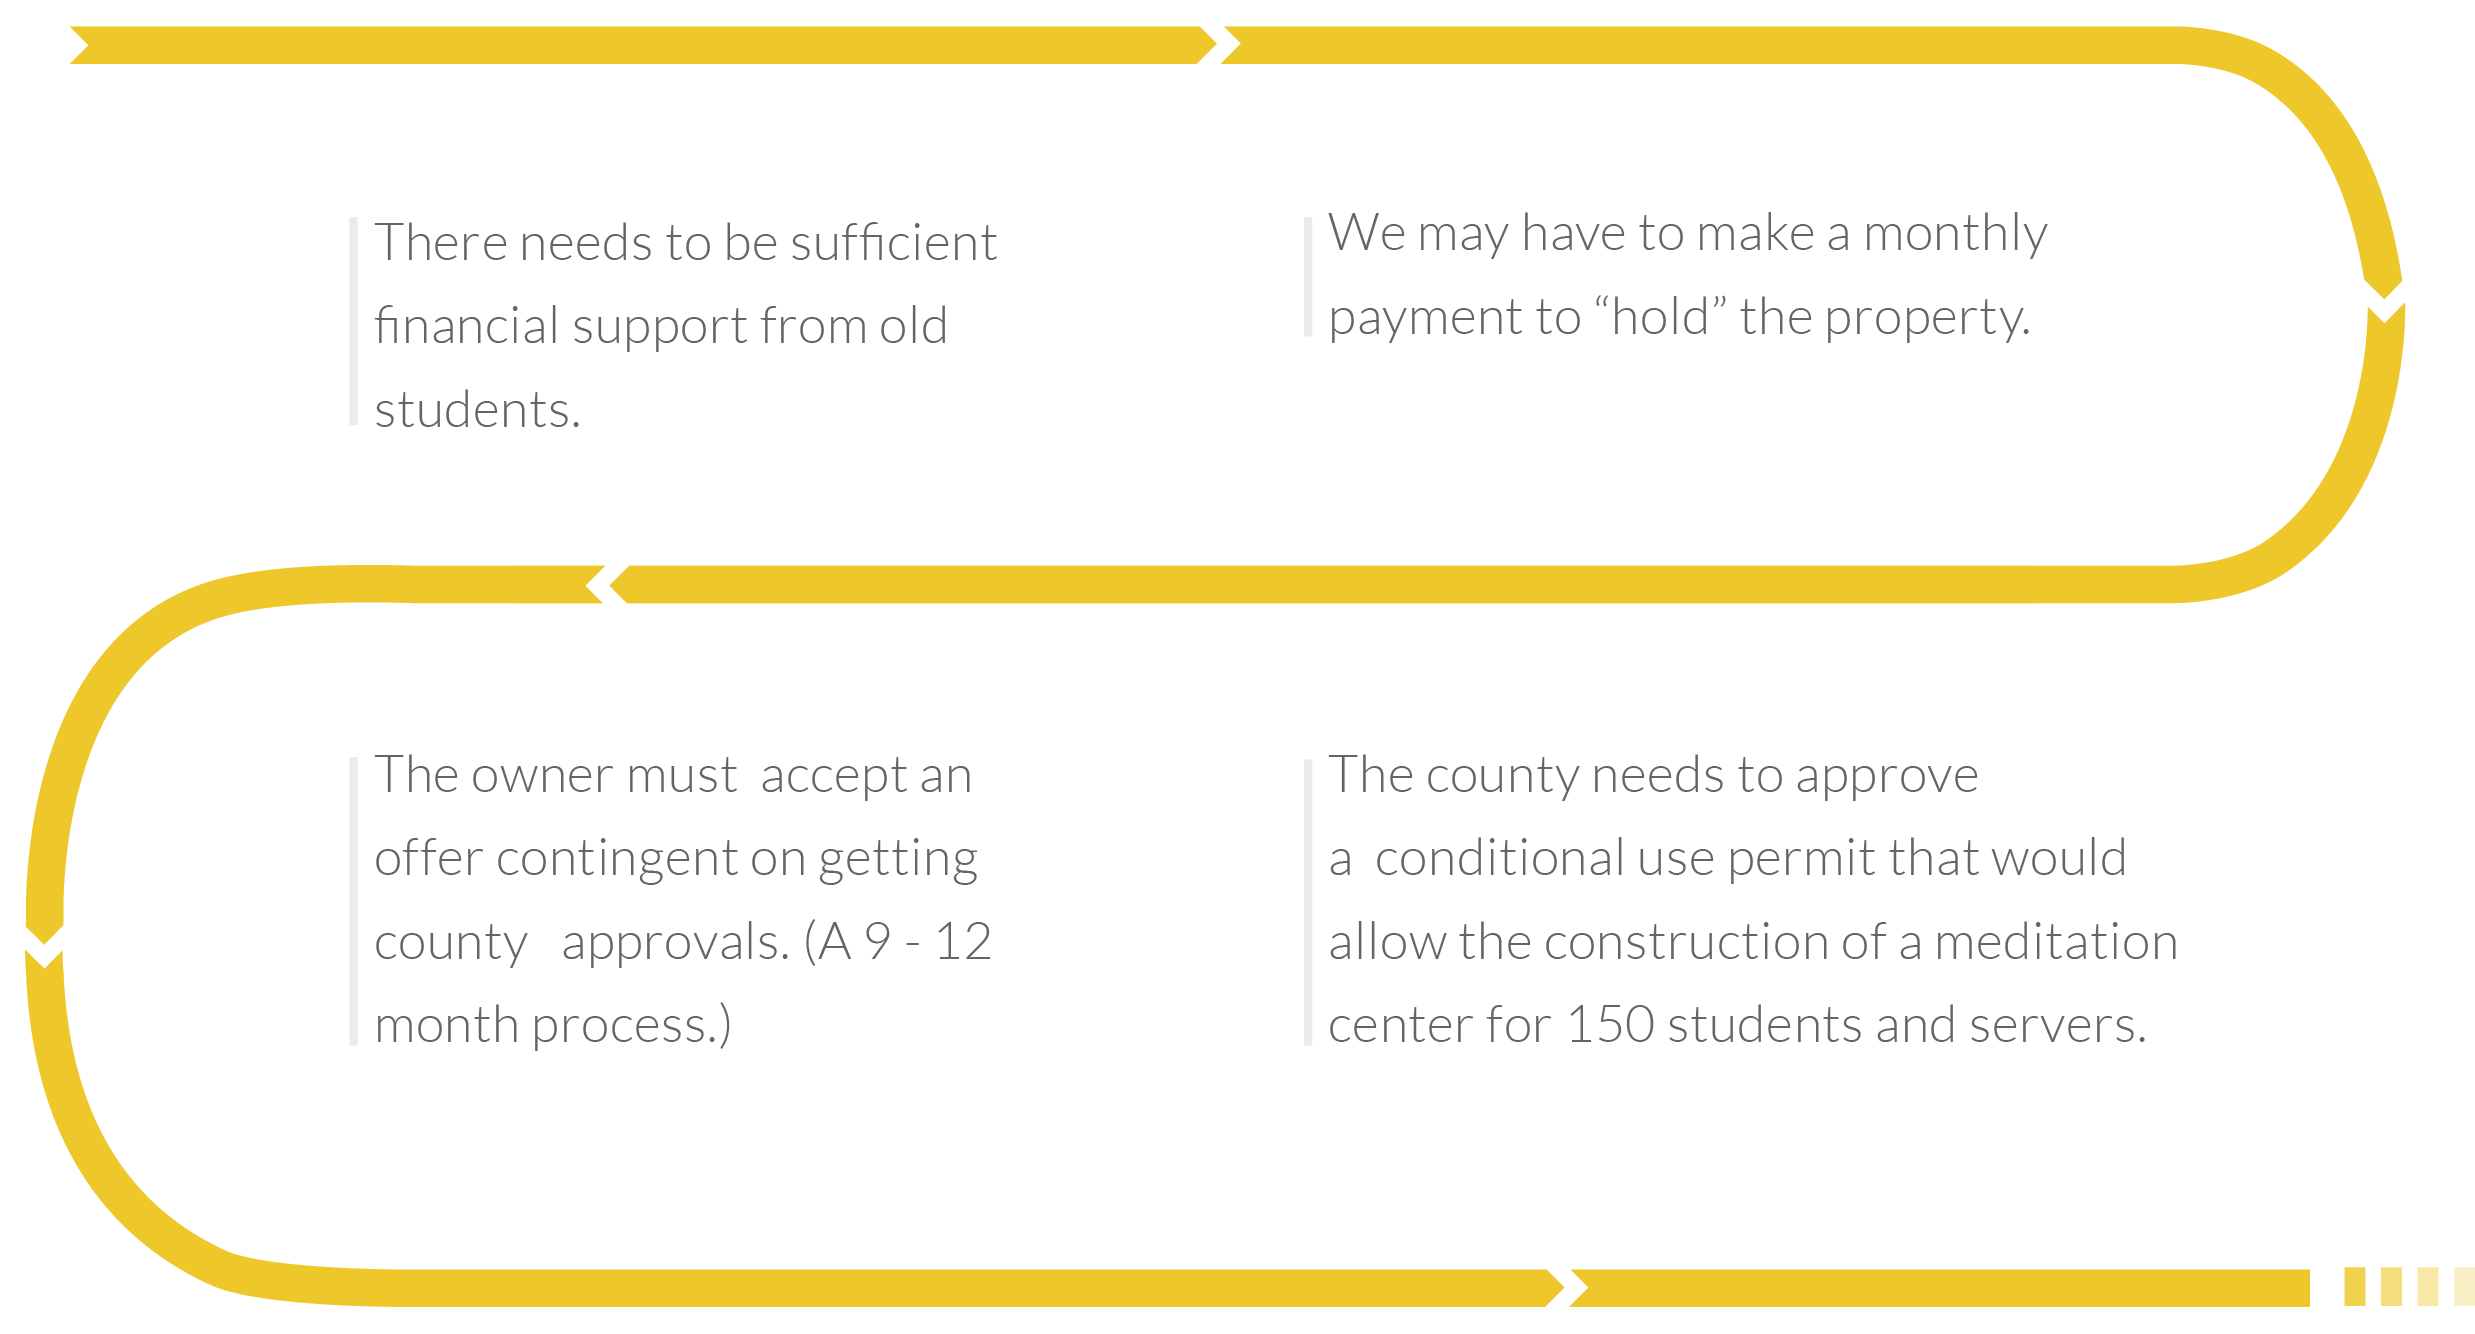 There needs to be sufficient
financial support from old
students.
We may have to make a monthly
payment to “hold” the property.
The owner must  accept an
offer contingent on getting
county   approvals. (A 9 - 12
month process.)
The county needs to approve
a  conditional use permit that would
allow the construction of a meditation
center for 150 students and servers.